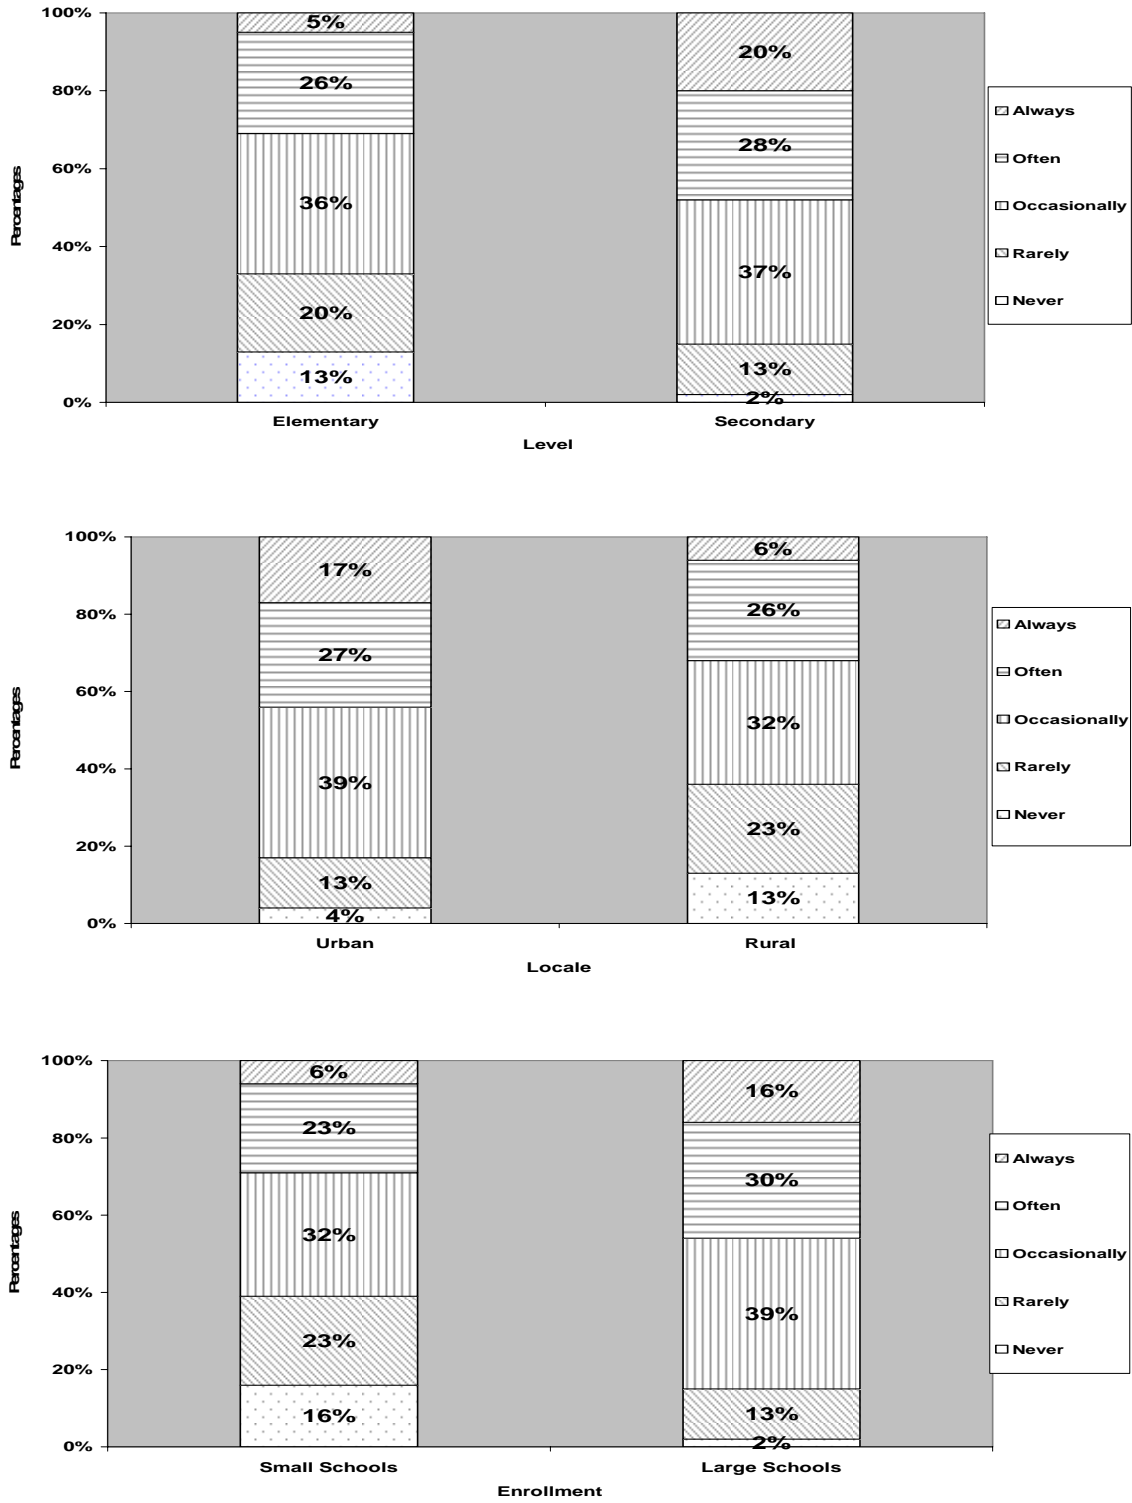 100%
80%
60%
40%
20%
0%
Percentages
5%
26%
36%
20%
13%
20%
28%
37%
13%
2%
Elementary
Secondary
Level
Always
Often
Occasionally
Rarely
Never
100%
80%
60%
40%
20%
0%
Percentages
17%
27%
39%
13%
4%
6%
26%
32%
23%
13%
Urban
Rural
Locale
Always
Often
Occasionally
Rarely
Never
100%
80%
60%
40%
20%
0%
Percentages
6%
23%
32%
23%
16%
16%
30%
39%
13%
2%
Small Schools
Large Schools
Enrollment
Always
Often
Occasionally
Rarely
Never